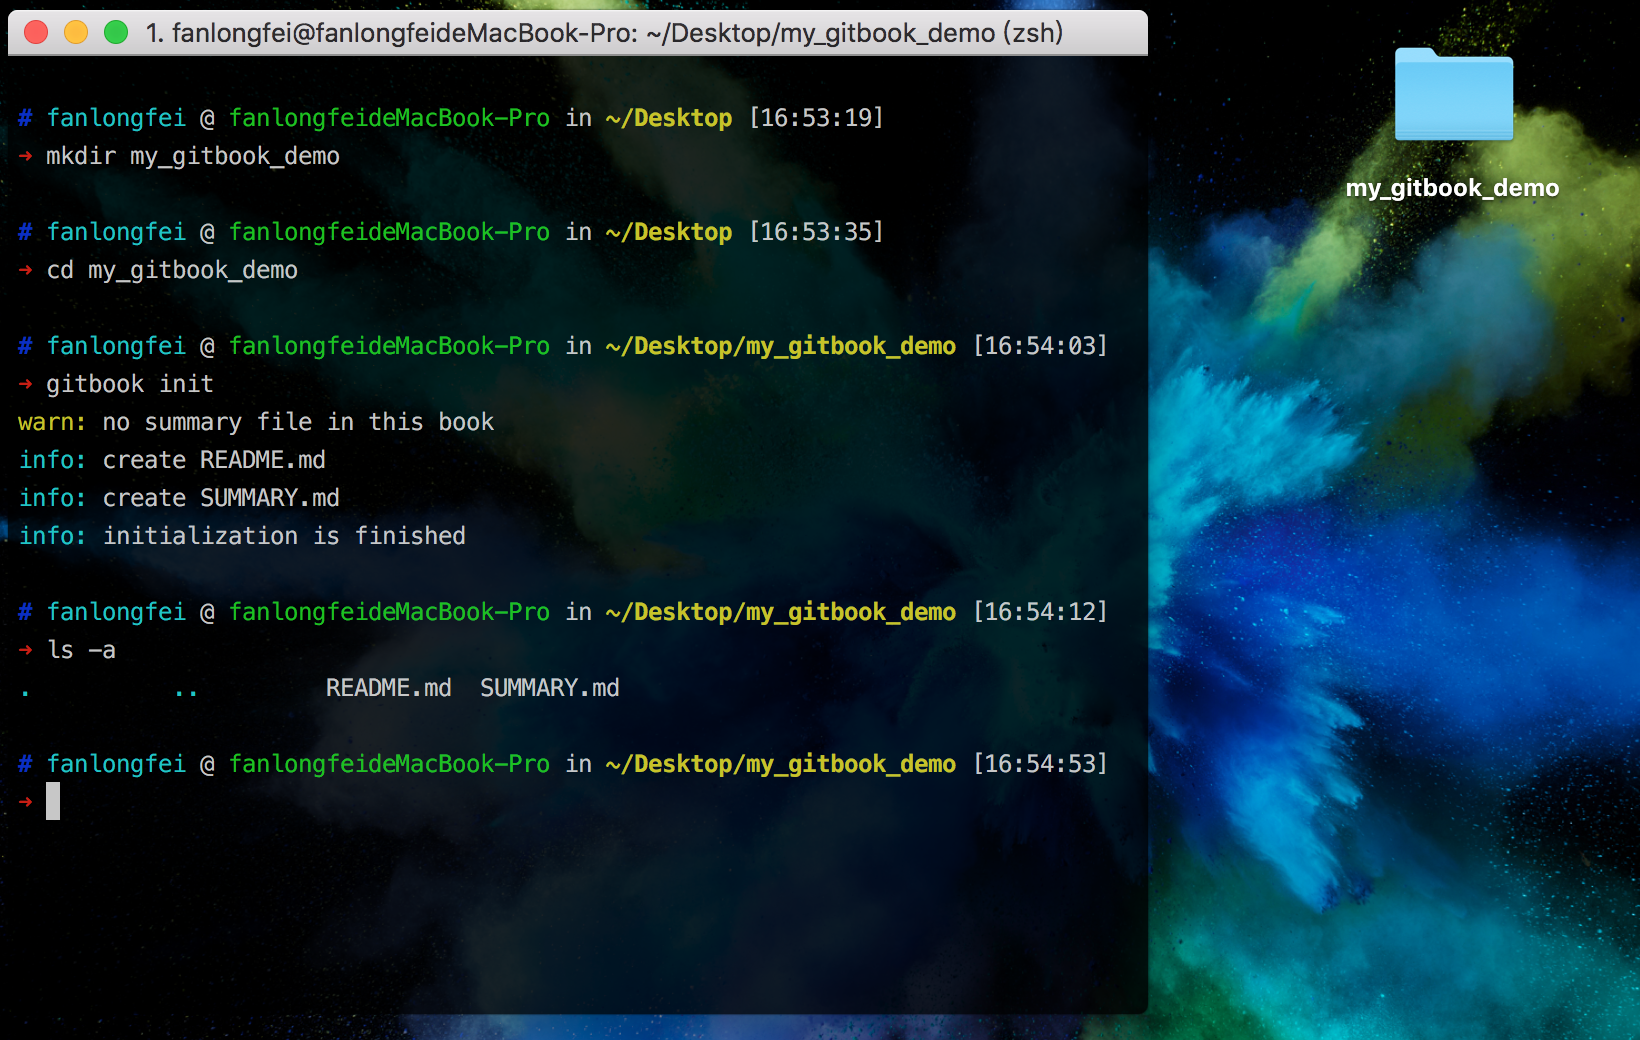 1. fanlongfei@fanlongfeideMacBook-Pro: ~/Desktop/my_gitbook_demo (zsh)
# fanlongfei @ fanlongfeideMacBook-Pro in ~/Desktop [16:53:19]
→ mkdir my_gitbook_demo
# fanlongfei @ fanlongfeideMacBook-Pro in ~/Desktop [16:53:35]
→ cd my_gitbook_demo
# fanlongfei @ fanlongfeideMacBook-Pro in ~/Desktop/my_gitbook_demo [16:54:03]
→ gitbook init
warn: no summary file in this book
info: create README.md
info: create SUMMARY.md
info: initialization is finished
# fanlongfei @ fanlongfeideMacBook-Pro in ~/Desktop/my_gitbook_demo [16:54:12]
→ ls -a
. .. README.md SUMMARY.md
# fanlongfei @ fanlongfeideMacBook-Pro in ~/Desktop/my_gitbook_demo [16:54:53]
→
my_gitbook_demo